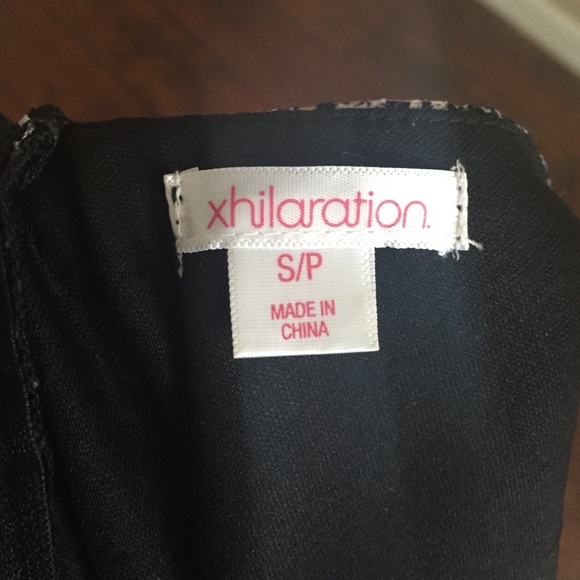 xhilaration.
S/P
MADE IN
CHINA